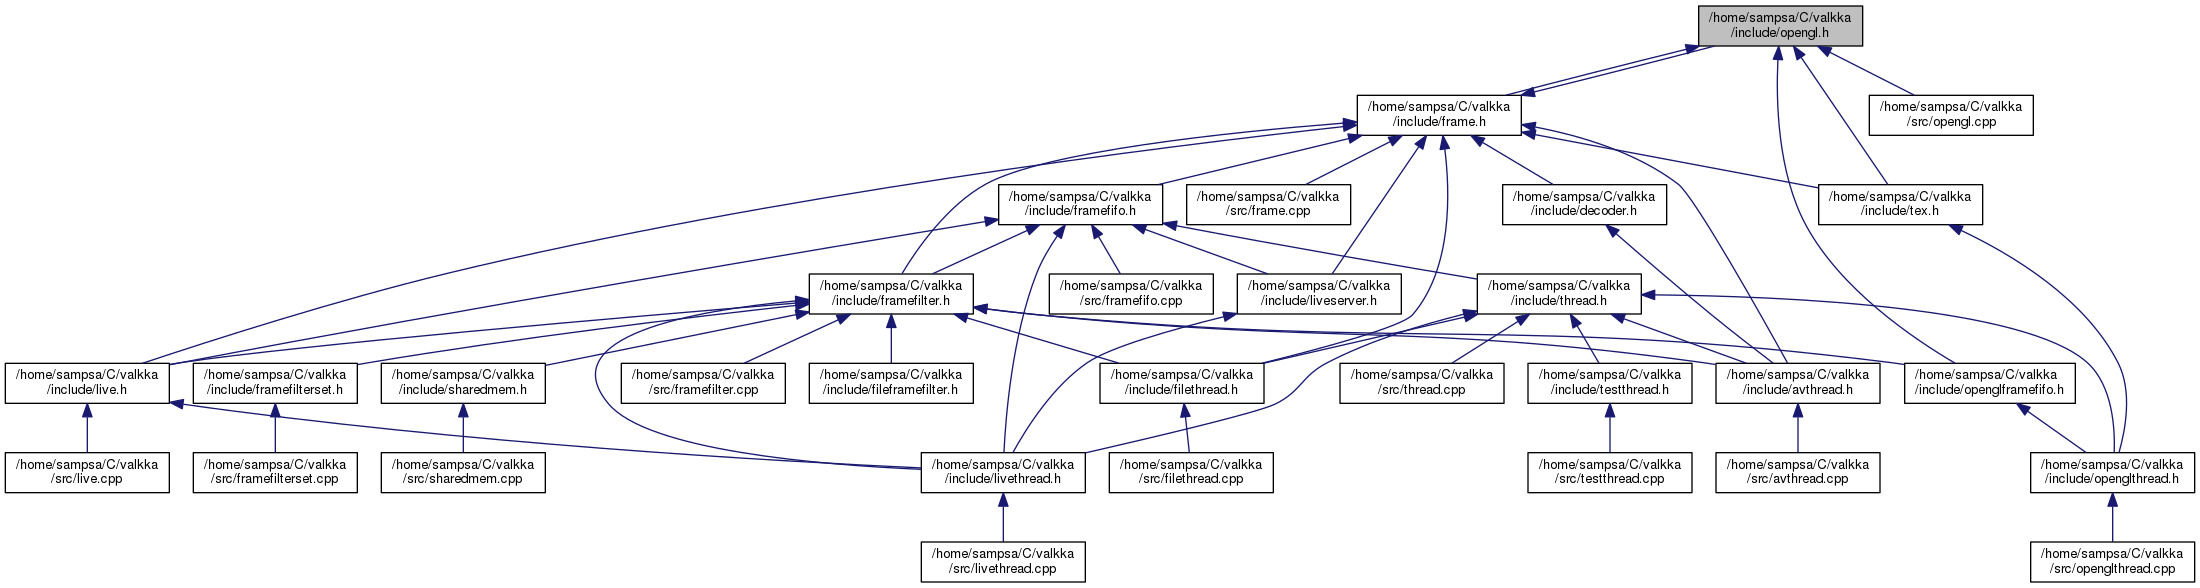 /home/sampsa/C/valkka
/include/opengl.h
/home/sampsa/C/valkka
/include/frame.h
/home/sampsa/C/valkka
/src/opengl.cpp
/home/sampsa/C/valkka
/include/framefifo.h
/home/sampsa/C/valkka
/src/frame.cpp
/home/sampsa/C/valkka
/include/decoder.h
/home/sampsa/C/valkka
/include/tex.h
/home/sampsa/C/valkka
/include/framefilter.h
/home/sampsa/C/valkka
/src/framefifo.cpp
/home/sampsa/C/valkka
/include/liveserver.h
/home/sampsa/C/valkka
/include/thread.h
/home/sampsa/C/valkka
/include/live.h
/home/sampsa/C/valkka
/include/framefilterset.h
/home/sampsa/C/valkka
/include/sharedmem.h
/home/sampsa/C/valkka
/src/framefilter.cpp
/home/sampsa/C/valkka
/include/fileframefilter.h
/home/sampsa/C/valkka
/include/filethread.h
/home/sampsa/C/valkka
/src/thread.cpp
/home/sampsa/C/valkka
/include/testthread.h
/home/sampsa/C/valkka
/include/avthread.h
/home/sampsa/C/valkka
/include/openglframefifo.h
/home/sampsa/C/valkka
/src/live.cpp
/home/sampsa/C/valkka
/src/framefilterset.cpp
/home/sampsa/C/valkka
/src/sharedmem.cpp
/home/sampsa/C/valkka
/include/livethread.h
/home/sampsa/C/valkka
/src/filethread.cpp
/home/sampsa/C/valkka
/src/testthread.cpp
/home/sampsa/C/valkka
/src/avthread.cpp
/home/sampsa/C/valkka
/include/openglthread.h
/home/sampsa/C/valkka
/src/livethread.cpp
/home/sampsa/C/valkka
/src/openglthread.cpp